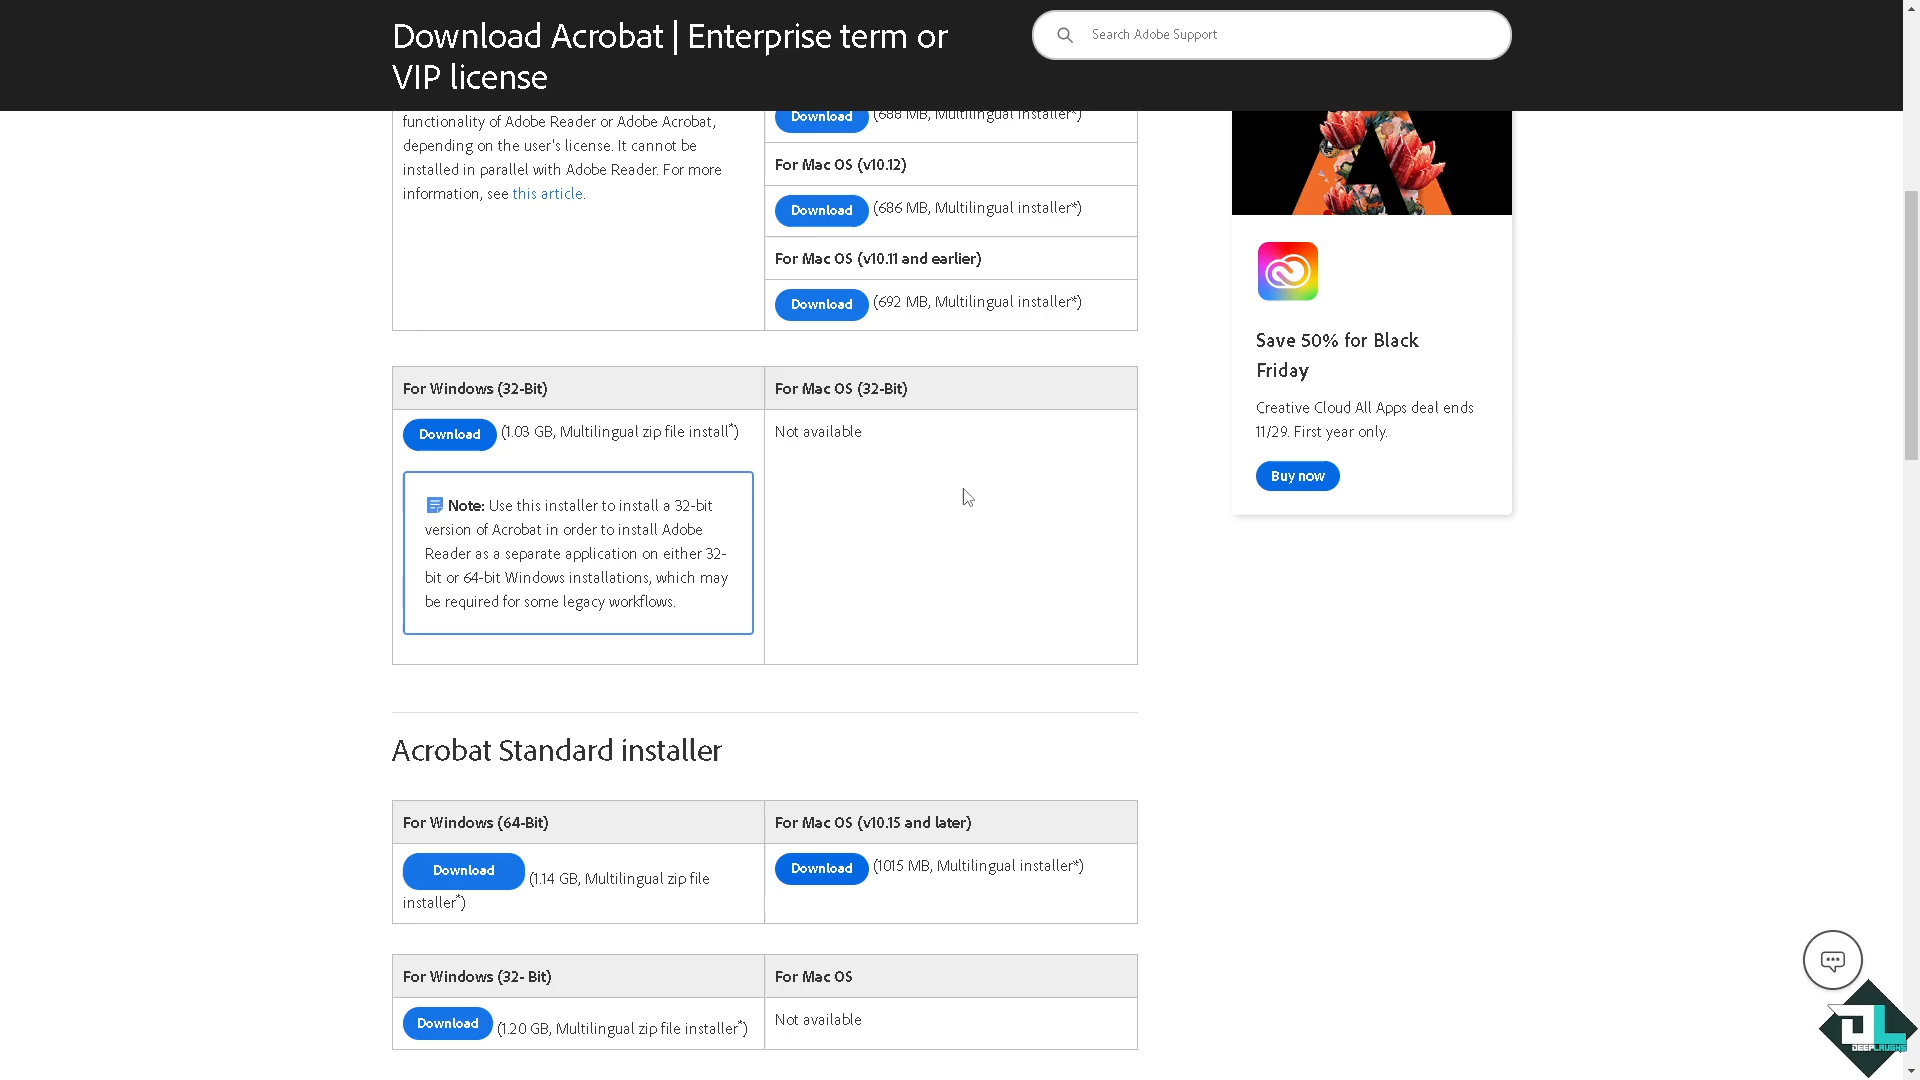 Download Acrobat | Enterprise term or
VIP license
Search Adobe Support
functionality of Adobe Reader or Adobe Acrobat,
depending on the user's license. It cannot be
installed in parallel with Adobe Reader. For more
information, see this article.
Download (688 MB, Multilingual installer*)
For Mac OS (v10.12)
Download (686 MB, Multilingual installer*)
For Mac OS (v10.11 and earlier)
Download (692 MB, Multilingual installer*)
For Windows (32-Bit)
For Mac OS (32-Bit)
Download (1.03 GB, Multilingual zip file install*)
Not available
Note: Use this installer to install a 32-bit
version of Acrobat in order to install Adobe
Reader as a separate application on either 32-
bit or 64-bit Windows installations, which may
be required for some legacy workflows.
Save 50% for Black
Friday
Creative Cloud All Apps deal ends
11/29. First year only.
Buy now
Acrobat Standard installer
For Windows (64-Bit)
For Mac OS (v10.15 and later)
Download (1.14 GB, Multilingual zip file
installer*)
Download (1015 MB, Multilingual installer*)
For Windows (32- Bit)
For Mac OS
Download (1.20 GB, Multilingual zip file installer*)
Not available
DL
DEEPLAUGHS